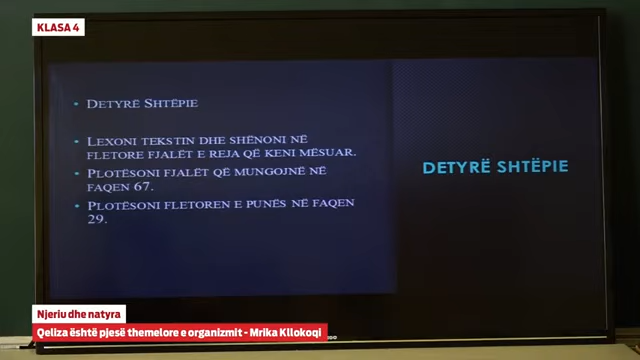 KLASA 4
• DETYRË SHTËPIE
• LEXONI TEKSTIN DHE SHËNONI NË
FLETORE FJALËT E REJA QË KENI MËSUAR.
• PLOTËSONI FJALËT QË MUNGOJNË NË
FAQEN 67.
• PLOTËSONI FLETOREN E PUNËS NË FAQEN
29.
DETYRË SHTËPIE
Njeriu dhe natyra
Qeliza është pjesë themelore e organizmit - Mrika Kllokoqi